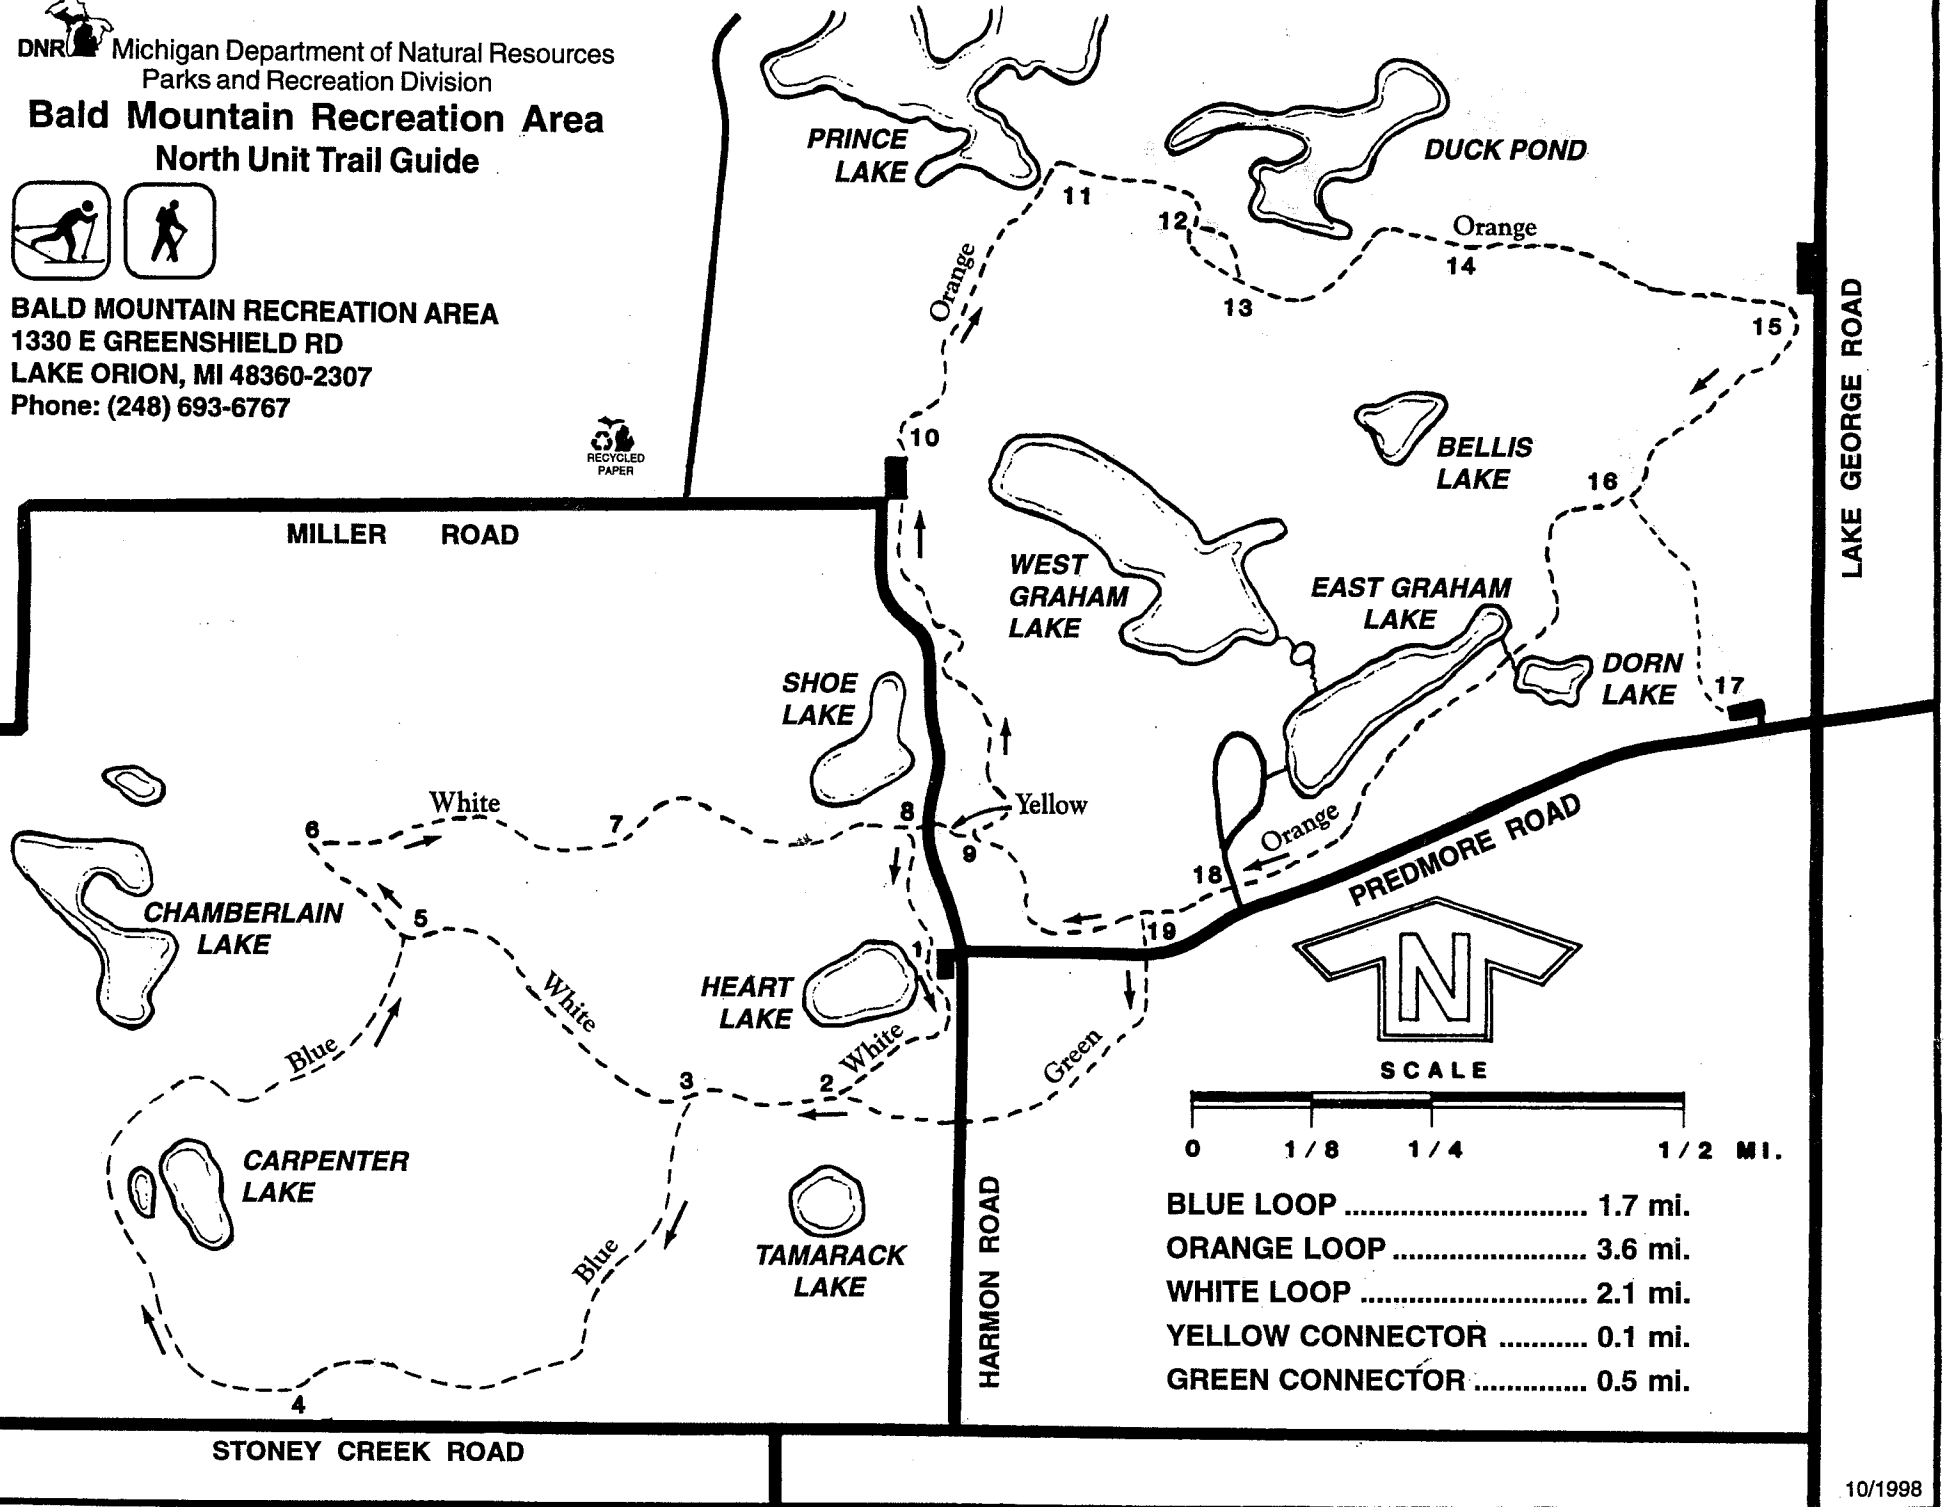 DNR Michigan Department of Natural Resources
Parks and Recreation Division
Bald Mountain Recreation Area
North Unit Trail Guide
BALD MOUNTAIN RECREATION AREA
1330 E GREENSHIELD RD
LAKE ORION, MI 48360-2307
Phone: (248) 693-6767
RECYCLED
PAPER
PRINCE
LAKE
DUCK POND
11
12
13
Orange
14
15
Orange
10
LAKE GEORGE ROAD
BELLIS
LAKE
16
MILLER ROAD
WEST
GRAHAM
LAKE
EAST GRAHAM
LAKE
DORN
LAKE
17
SHOE
LAKE
White
6
7
8
Yellow
9
Orange
18
PREDMORE ROAD
CHAMBERLAIN
LAKE
5
19
1
HEART
LAKE
White
White
Blue
3
2
Green
N
SCALE
0 1/8 1/4 1/2 MI.
CARPENTER
LAKE
Blue
TAMARACK
LAKE
HARMON ROAD
4
BLUE LOOP .............................. 1.7 mi.
ORANGE LOOP ........................ 3.6 mi.
WHITE LOOP ............................ 2.1 mi.
YELLOW CONNECTOR ........... 0.1 mi.
GREEN CONNECTOR .............. 0.5 mi.
STONEY CREEK ROAD
10/1998